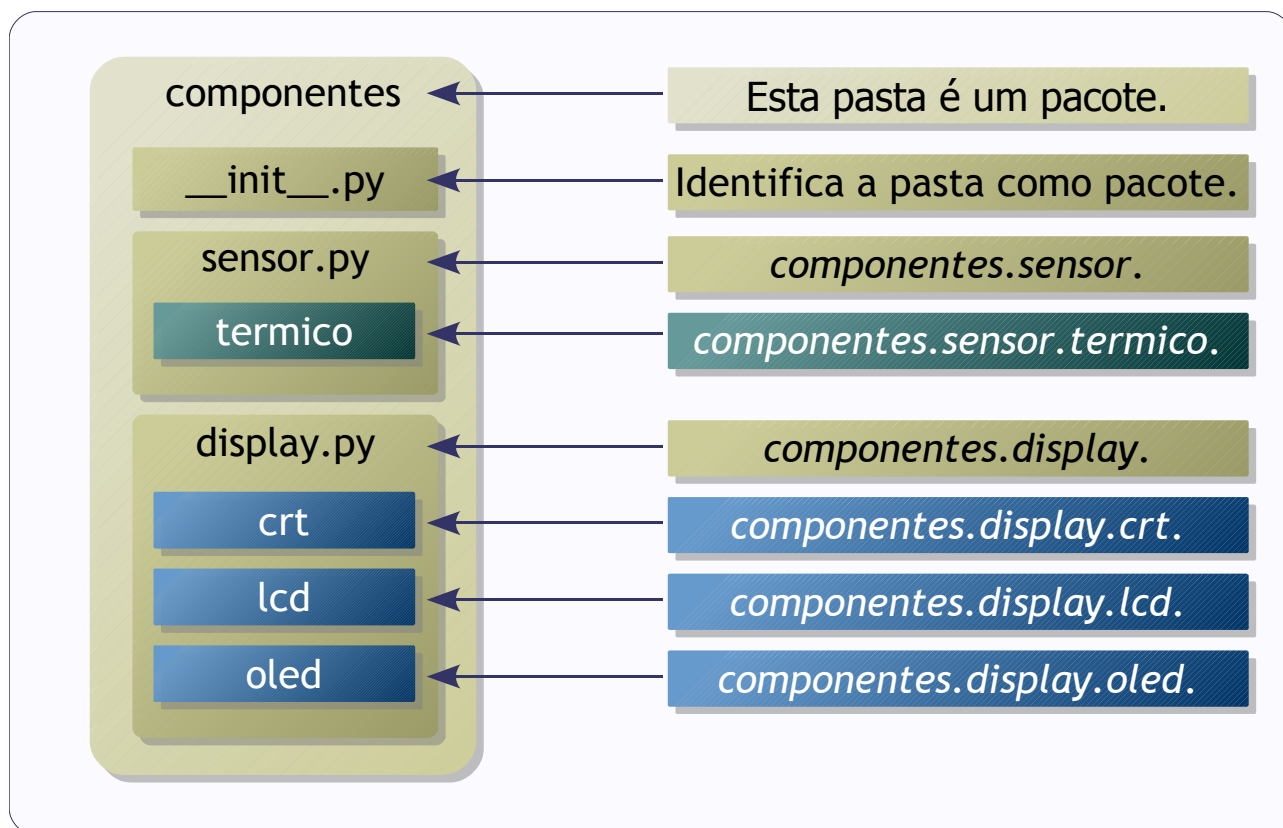 componentes
Esta pasta é um pacote.
__init__.py
Identifica a pasta como pacote.
sensor.py
componentes.sensor.
termico
componentes.sensor.termico.
display.py
componentes.display.
crt
componentes.display.crt.
lcd
componentes.display.lcd.
oled
componentes.display.oled.